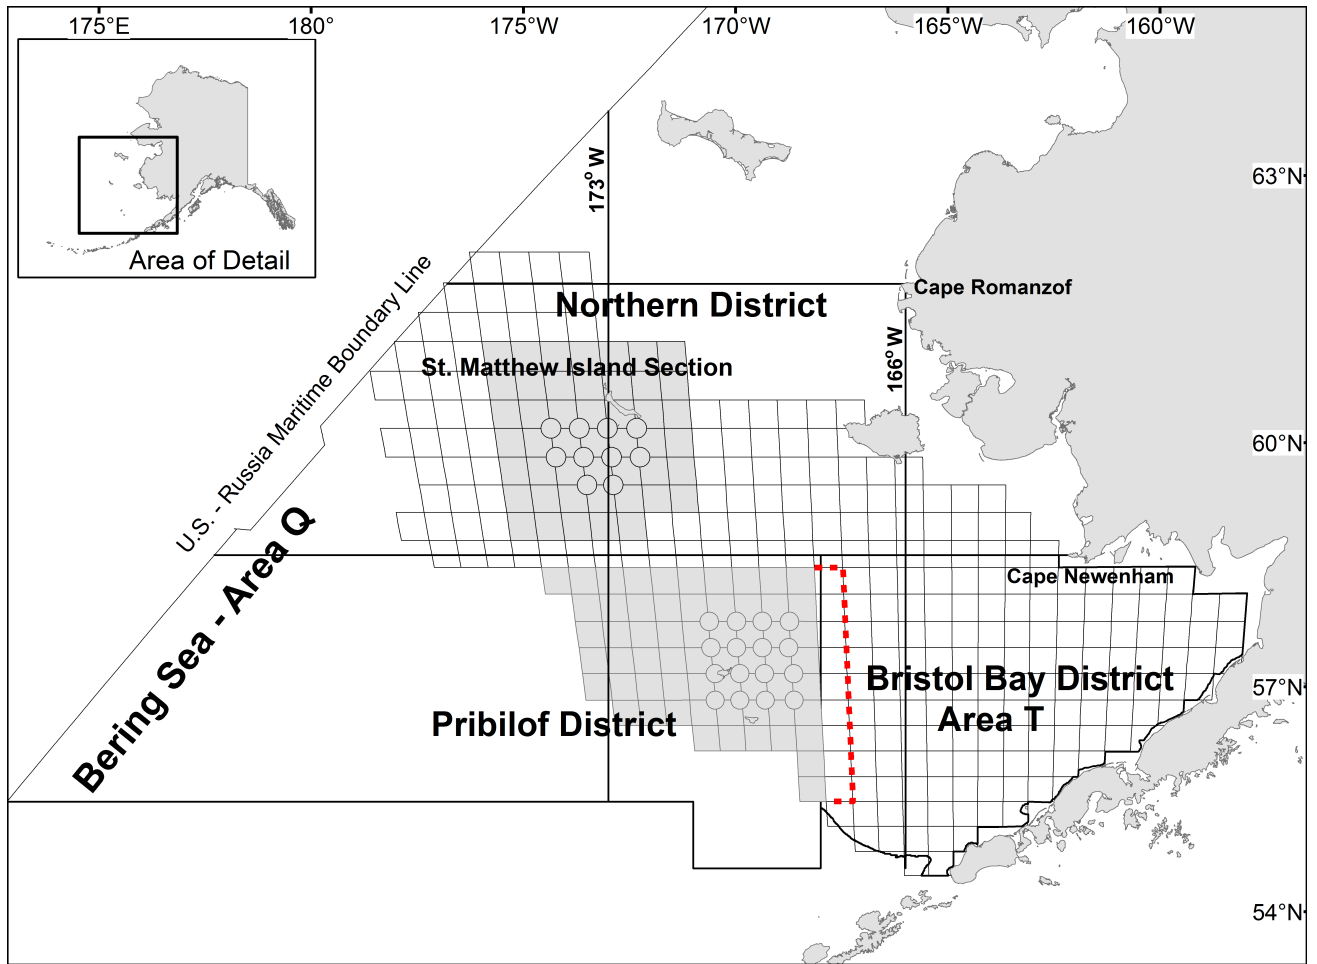 175°E
180°
175°W
170°W
165°W
160°W
Area of Detail
173° W
63°N
U.S. - Russia Maritime Boundary Line
Cape Romanzof
Northern District
166° W
St. Matthew Island Section
60°N
Bering Sea - Area Q
Cape Newenham
Bristol Bay District
Area T
57°N
Pribilof District
54°N